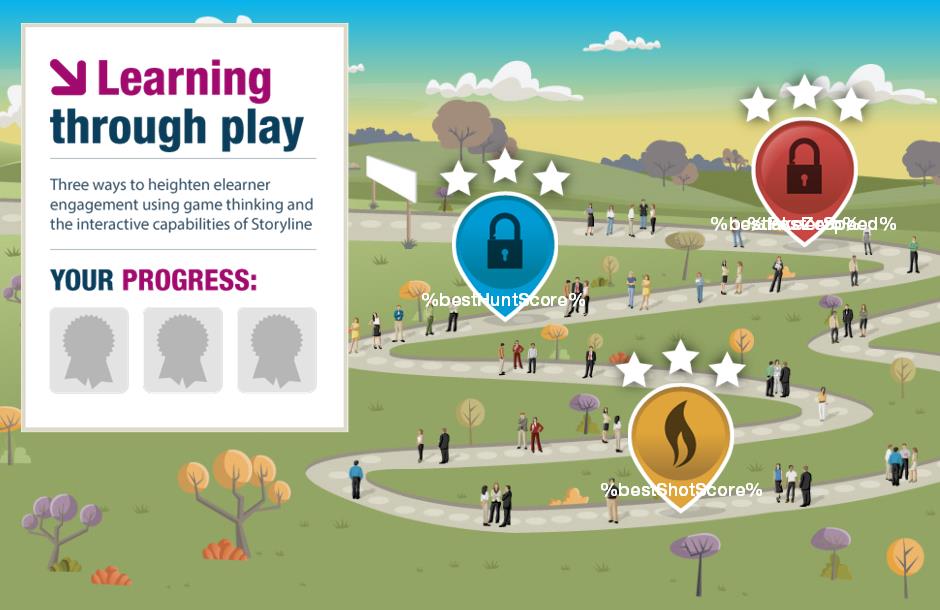 Learning
through play
Three ways to heighten elearner
engagement using game thinking and
the interactive capabilities of Storyline
YOUR PROGRESS:
%bestHuntScore%
%bestShotScore%